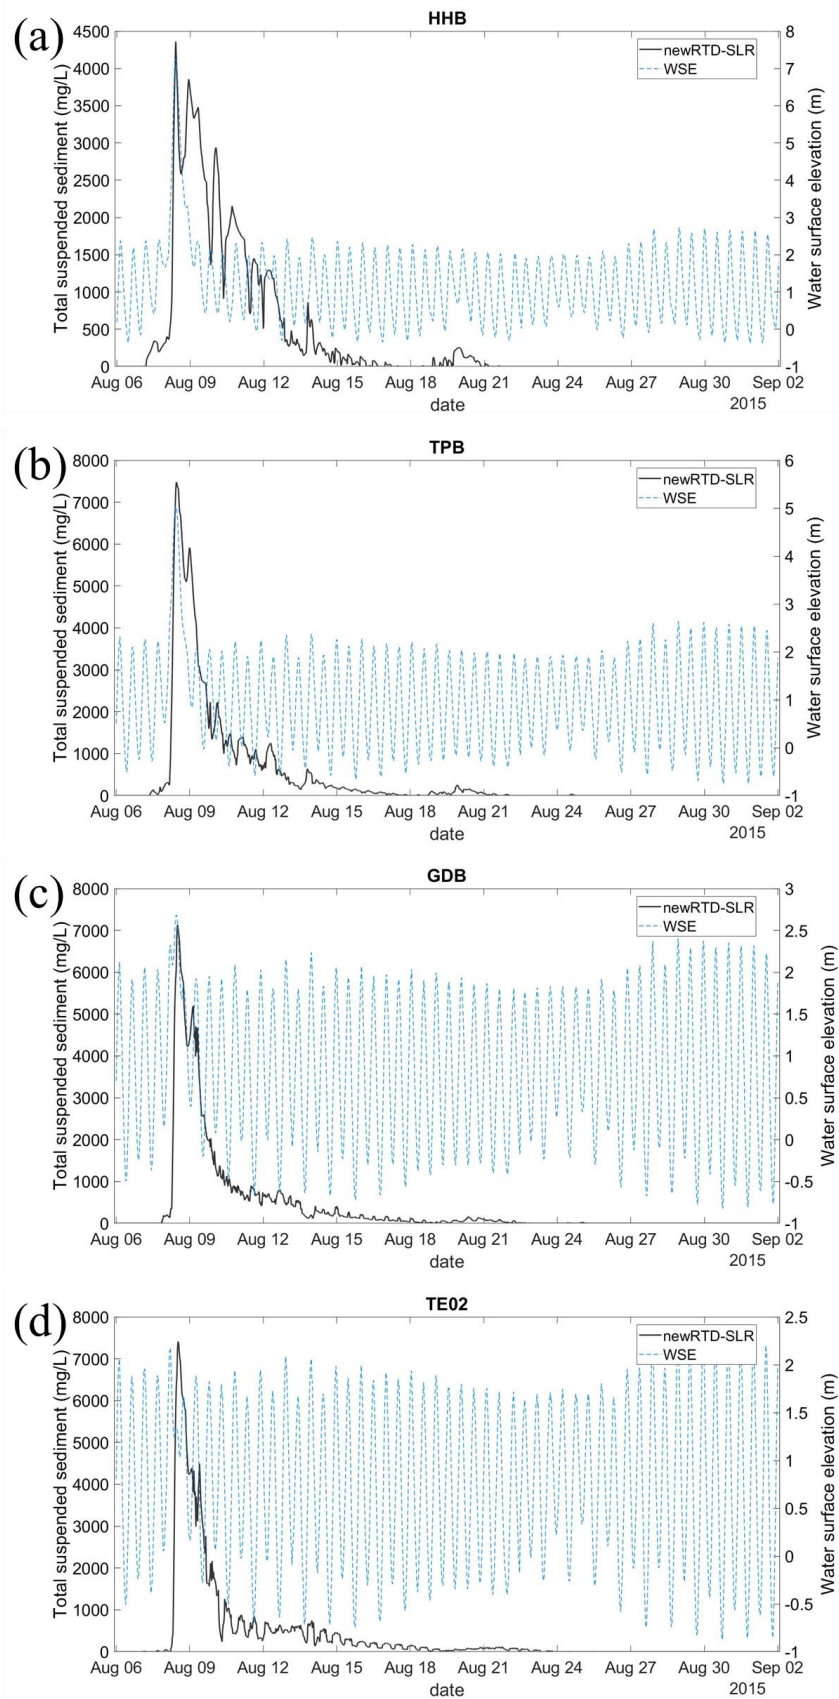 (a)
HHB
Total suspended sediment (mg/L)
4500
4000
3500
3000
2500
2000
1500
1000
500
0
newRTD-SLR
WSE
8
7
6
5
4
3
2
1
0
-1
Water surface elevation (m)
Aug 06 Aug 09 Aug 12 Aug 15 Aug 18 Aug 21 Aug 24 Aug 27 Aug 30 Sep 02
date
2015
(b)
TPB
Total suspended sediment (mg/L)
8000
7000
6000
5000
4000
3000
2000
1000
0
newRTD-SLR
WSE
6
5
4
3
2
1
0
-1
Water surface elevation (m)
Aug 06 Aug 09 Aug 12 Aug 15 Aug 18 Aug 21 Aug 24 Aug 27 Aug 30 Sep 02
date
2015
(c)
GDB
Total suspended sediment (mg/L)
8000
7000
6000
5000
4000
3000
2000
1000
0
newRTD-SLR
WSE
3
2.5
2
1.5
1
0.5
0
-0.5
-1
Water surface elevation (m)
Aug 06 Aug 09 Aug 12 Aug 15 Aug 18 Aug 21 Aug 24 Aug 27 Aug 30 Sep 02
date
2015
(d)
TE02
Total suspended sediment (mg/L)
8000
7000
6000
5000
4000
3000
2000
1000
0
newRTD-SLR
WSE
2.5
2
1.5
1
0.5
0
-0.5
-1
Water surface elevation (m)
Aug 06 Aug 09 Aug 12 Aug 15 Aug 18 Aug 21 Aug 24 Aug 27 Aug 30 Sep 02
date
2015